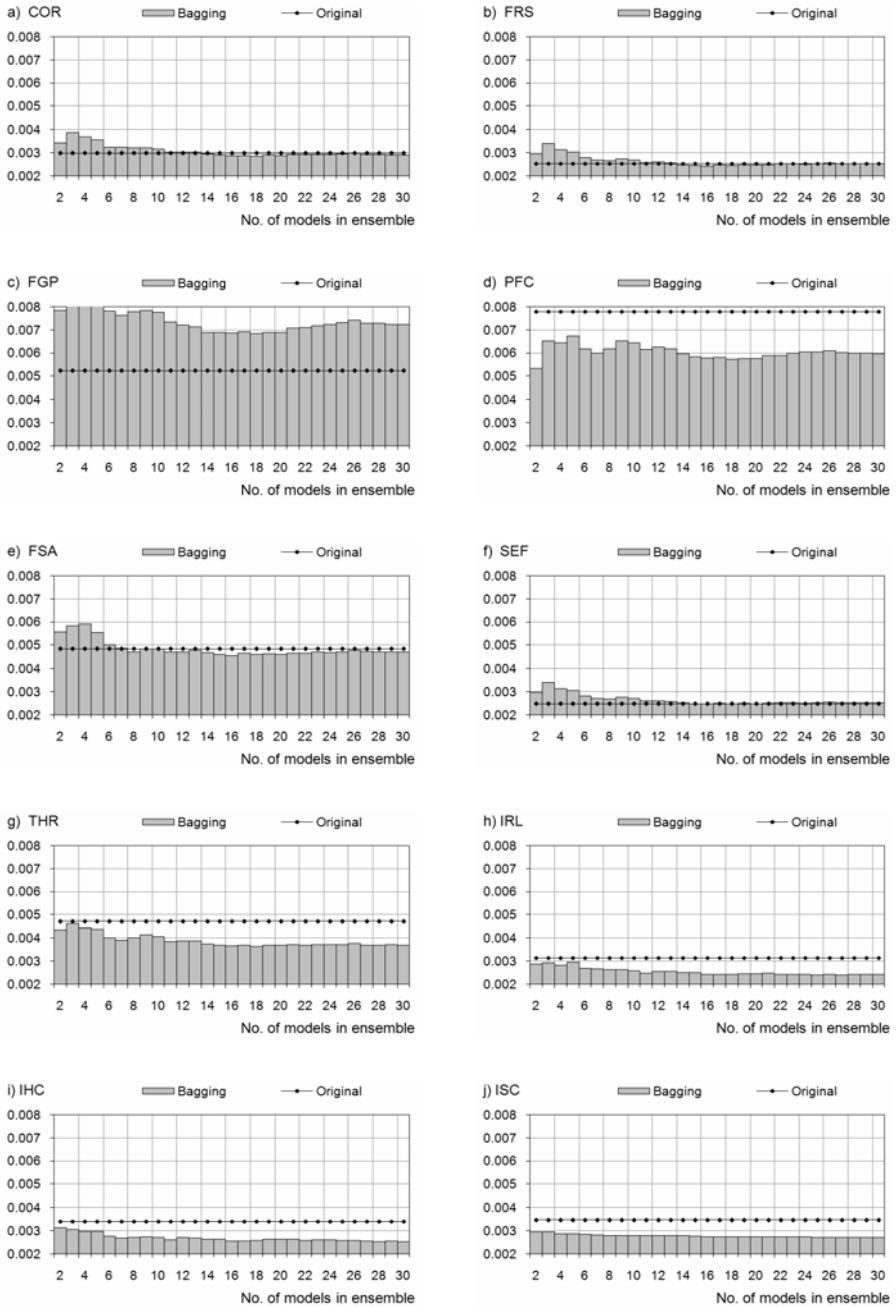 a) COR Bagging Original
0.008
0.007
0.006
0.005
0.004
0.003
0.002
2 4 6 8 10 12 14 16 18 20 22 24 26 28 30
No. of models in ensemble
b) FRS Bagging Original
0.008
0.007
0.006
0.005
0.004
0.003
0.002
2 4 6 8 10 12 14 16 18 20 22 24 26 28 30
No. of models in ensemble
c) FGP Bagging Original
0.008
0.007
0.006
0.005
0.004
0.003
0.002
2 4 6 8 10 12 14 16 18 20 22 24 26 28 30
No. of models in ensemble
d) PFC Bagging Original
0.008
0.007
0.006
0.005
0.004
0.003
0.002
2 4 6 8 10 12 14 16 18 20 22 24 26 28 30
No. of models in ensemble
e) FSA Bagging Original
0.008
0.007
0.006
0.005
0.004
0.003
0.002
2 4 6 8 10 12 14 16 18 20 22 24 26 28 30
No. of models in ensemble
f) SEF Bagging Original
0.008
0.007
0.006
0.005
0.004
0.003
0.002
2 4 6 8 10 12 14 16 18 20 22 24 26 28 30
No. of models in ensemble
g) THR Bagging Original
0.008
0.007
0.006
0.005
0.004
0.003
0.002
2 4 6 8 10 12 14 16 18 20 22 24 26 28 30
No. of models in ensemble
h) IRL Bagging Original
0.008
0.007
0.006
0.005
0.004
0.003
0.002
2 4 6 8 10 12 14 16 18 20 22 24 26 28 30
No. of models in ensemble
i) IHC Bagging Original
0.008
0.007
0.006
0.005
0.004
0.003
0.002
2 4 6 8 10 12 14 16 18 20 22 24 26 28 30
No. of models in ensemble
j) ISC Bagging Original
0.008
0.007
0.006
0.005
0.004
0.003
0.002
2 4 6 8 10 12 14 16 18 20 22 24 26 28 30
No. of models in ensemble